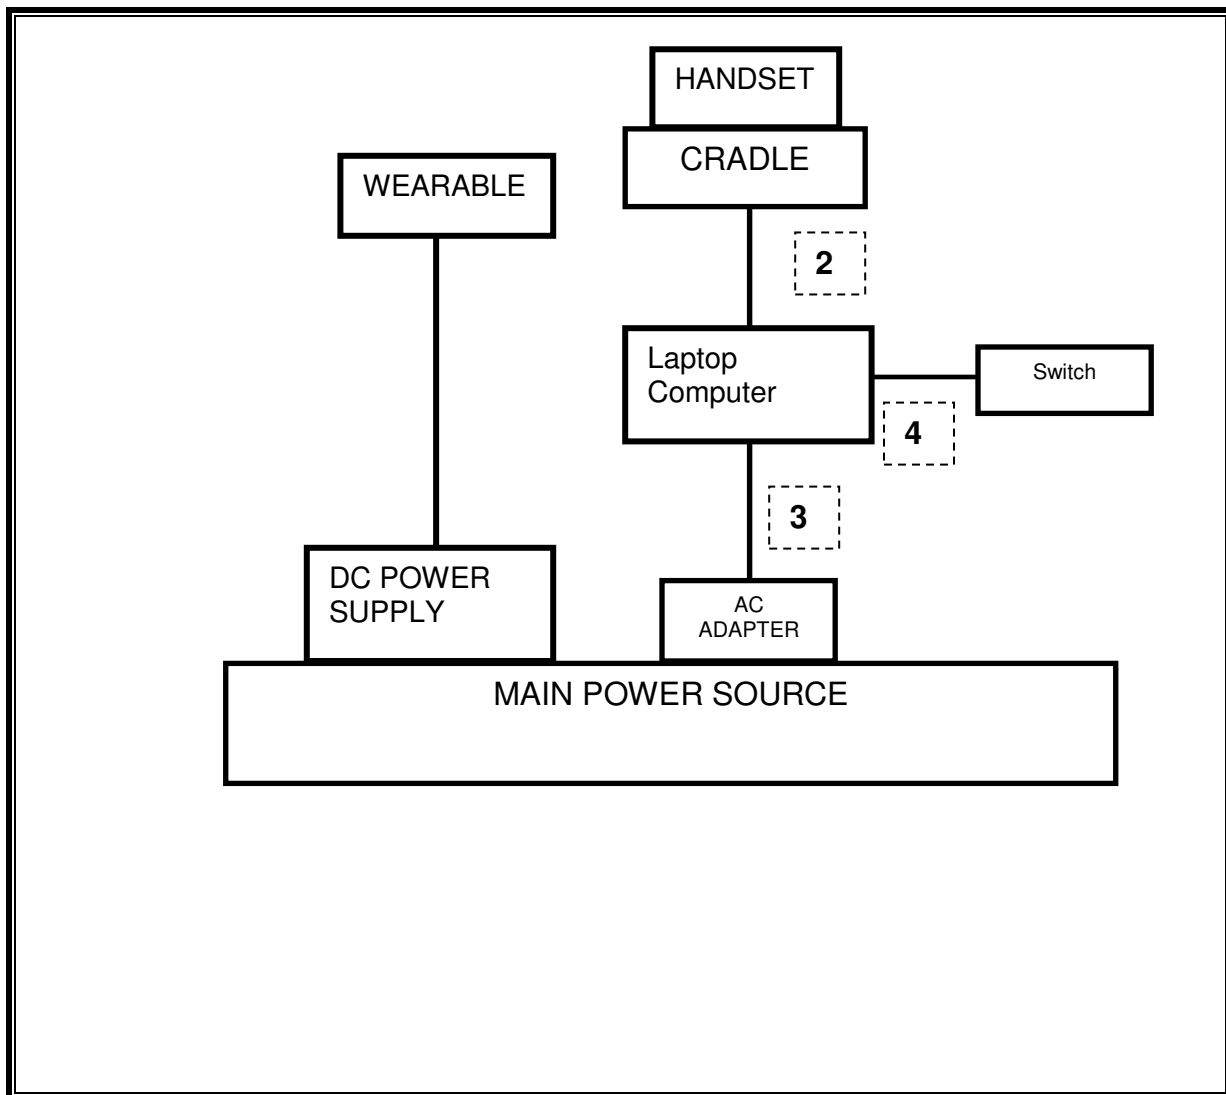 HANDSET
CRADLE
WEARABLE
2
Laptop
Computer
Switch
4
3
DC POWER
SUPPLY
AC
ADAPTER
MAIN POWER SOURCE